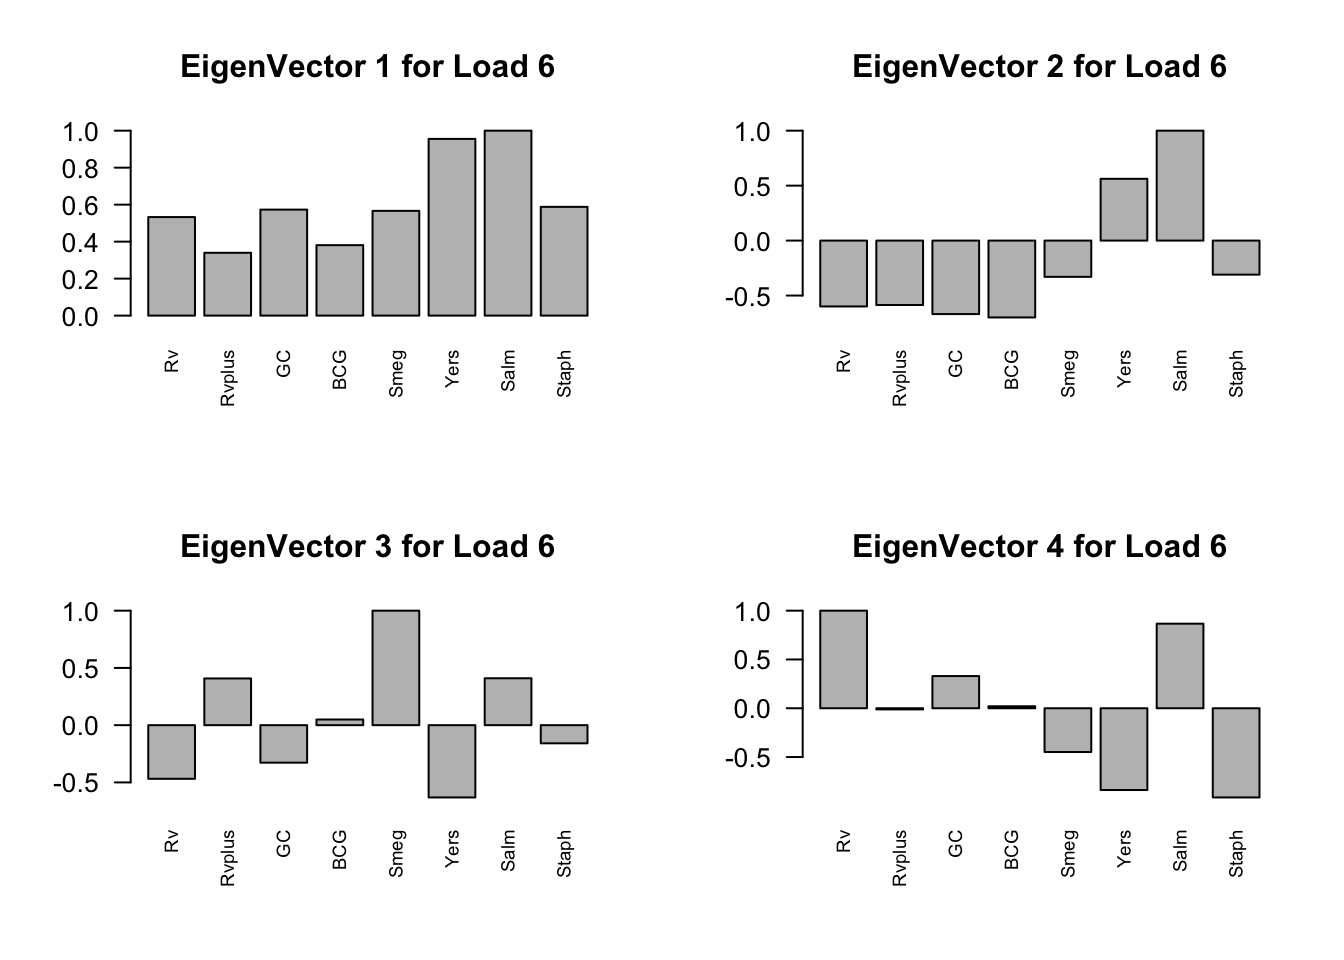 EigenVector 1 for Load 6
1.0
0.8
0.6
0.4
0.2
0.0
Rv
Rvplus
GC
BCG
Smeg
Yers
Salm
Staph
EigenVector 2 for Load 6
1.0
0.5
0.0
-0.5
Rv
Rvplus
GC
BCG
Smeg
Yers
Salm
Staph
EigenVector 3 for Load 6
1.0
0.5
0.0
-0.5
Rv
Rvplus
GC
BCG
Smeg
Yers
Salm
Staph
EigenVector 4 for Load 6
1.0
0.5
0.0
-0.5
Rv
Rvplus
GC
BCG
Smeg
Yers
Salm
Staph